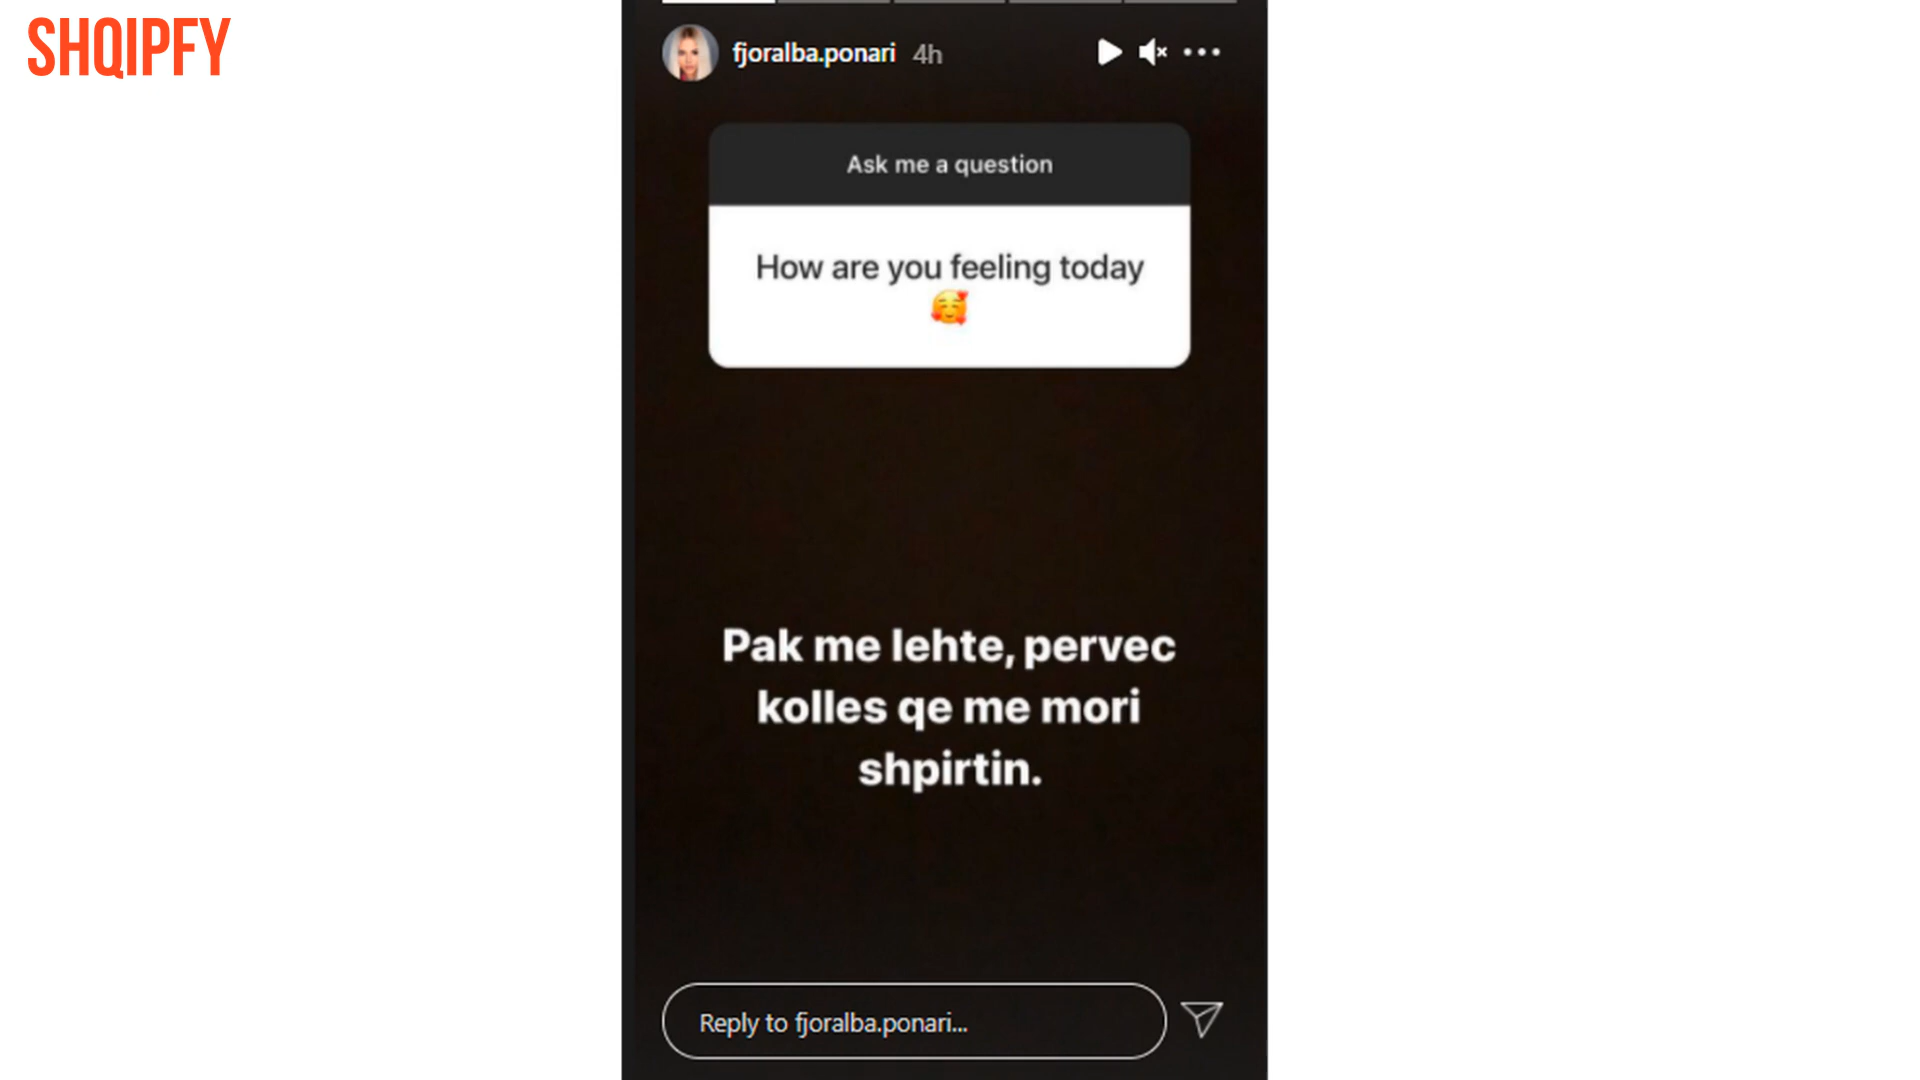 SHQIPFY
fjoralba.ponari 4h
Ask me a question
How are you feeling today
🥰
Pak me lehte, pervec
kolles qe me mori
shpirtin.
Reply to fjoralba.ponari...